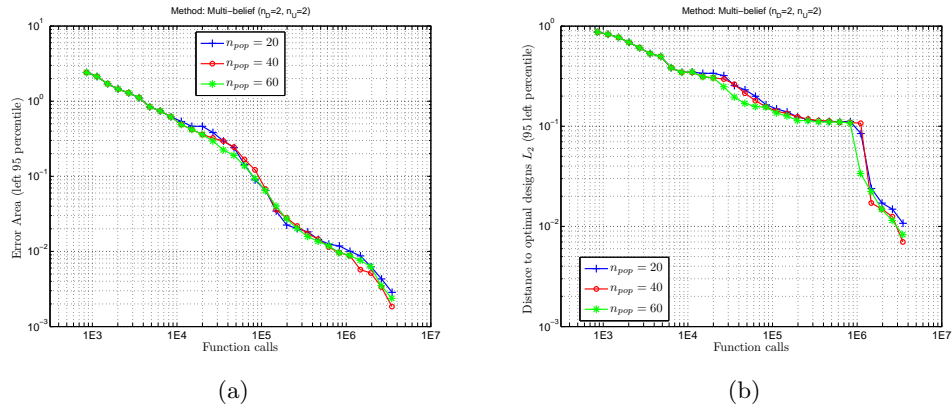 Method: Multi-belief (n_D=2, n_U=2)
10^1
10^0
10^-1
10^-2
10^-3
Error Area (left 95 percentile)
n_pop = 20
n_pop = 40
n_pop = 60
1E3 1E4 1E5 1E6 1E7
Function calls
(a)
Method: Multi-belief (n_D=2, n_U=2)
10^0
10^-1
10^-2
10^-3
Distance to optimal designs L_2 (95 left percentile)
n_pop = 20
n_pop = 40
n_pop = 60
1E3 1E4 1E5 1E6 1E7
Function calls
(b)